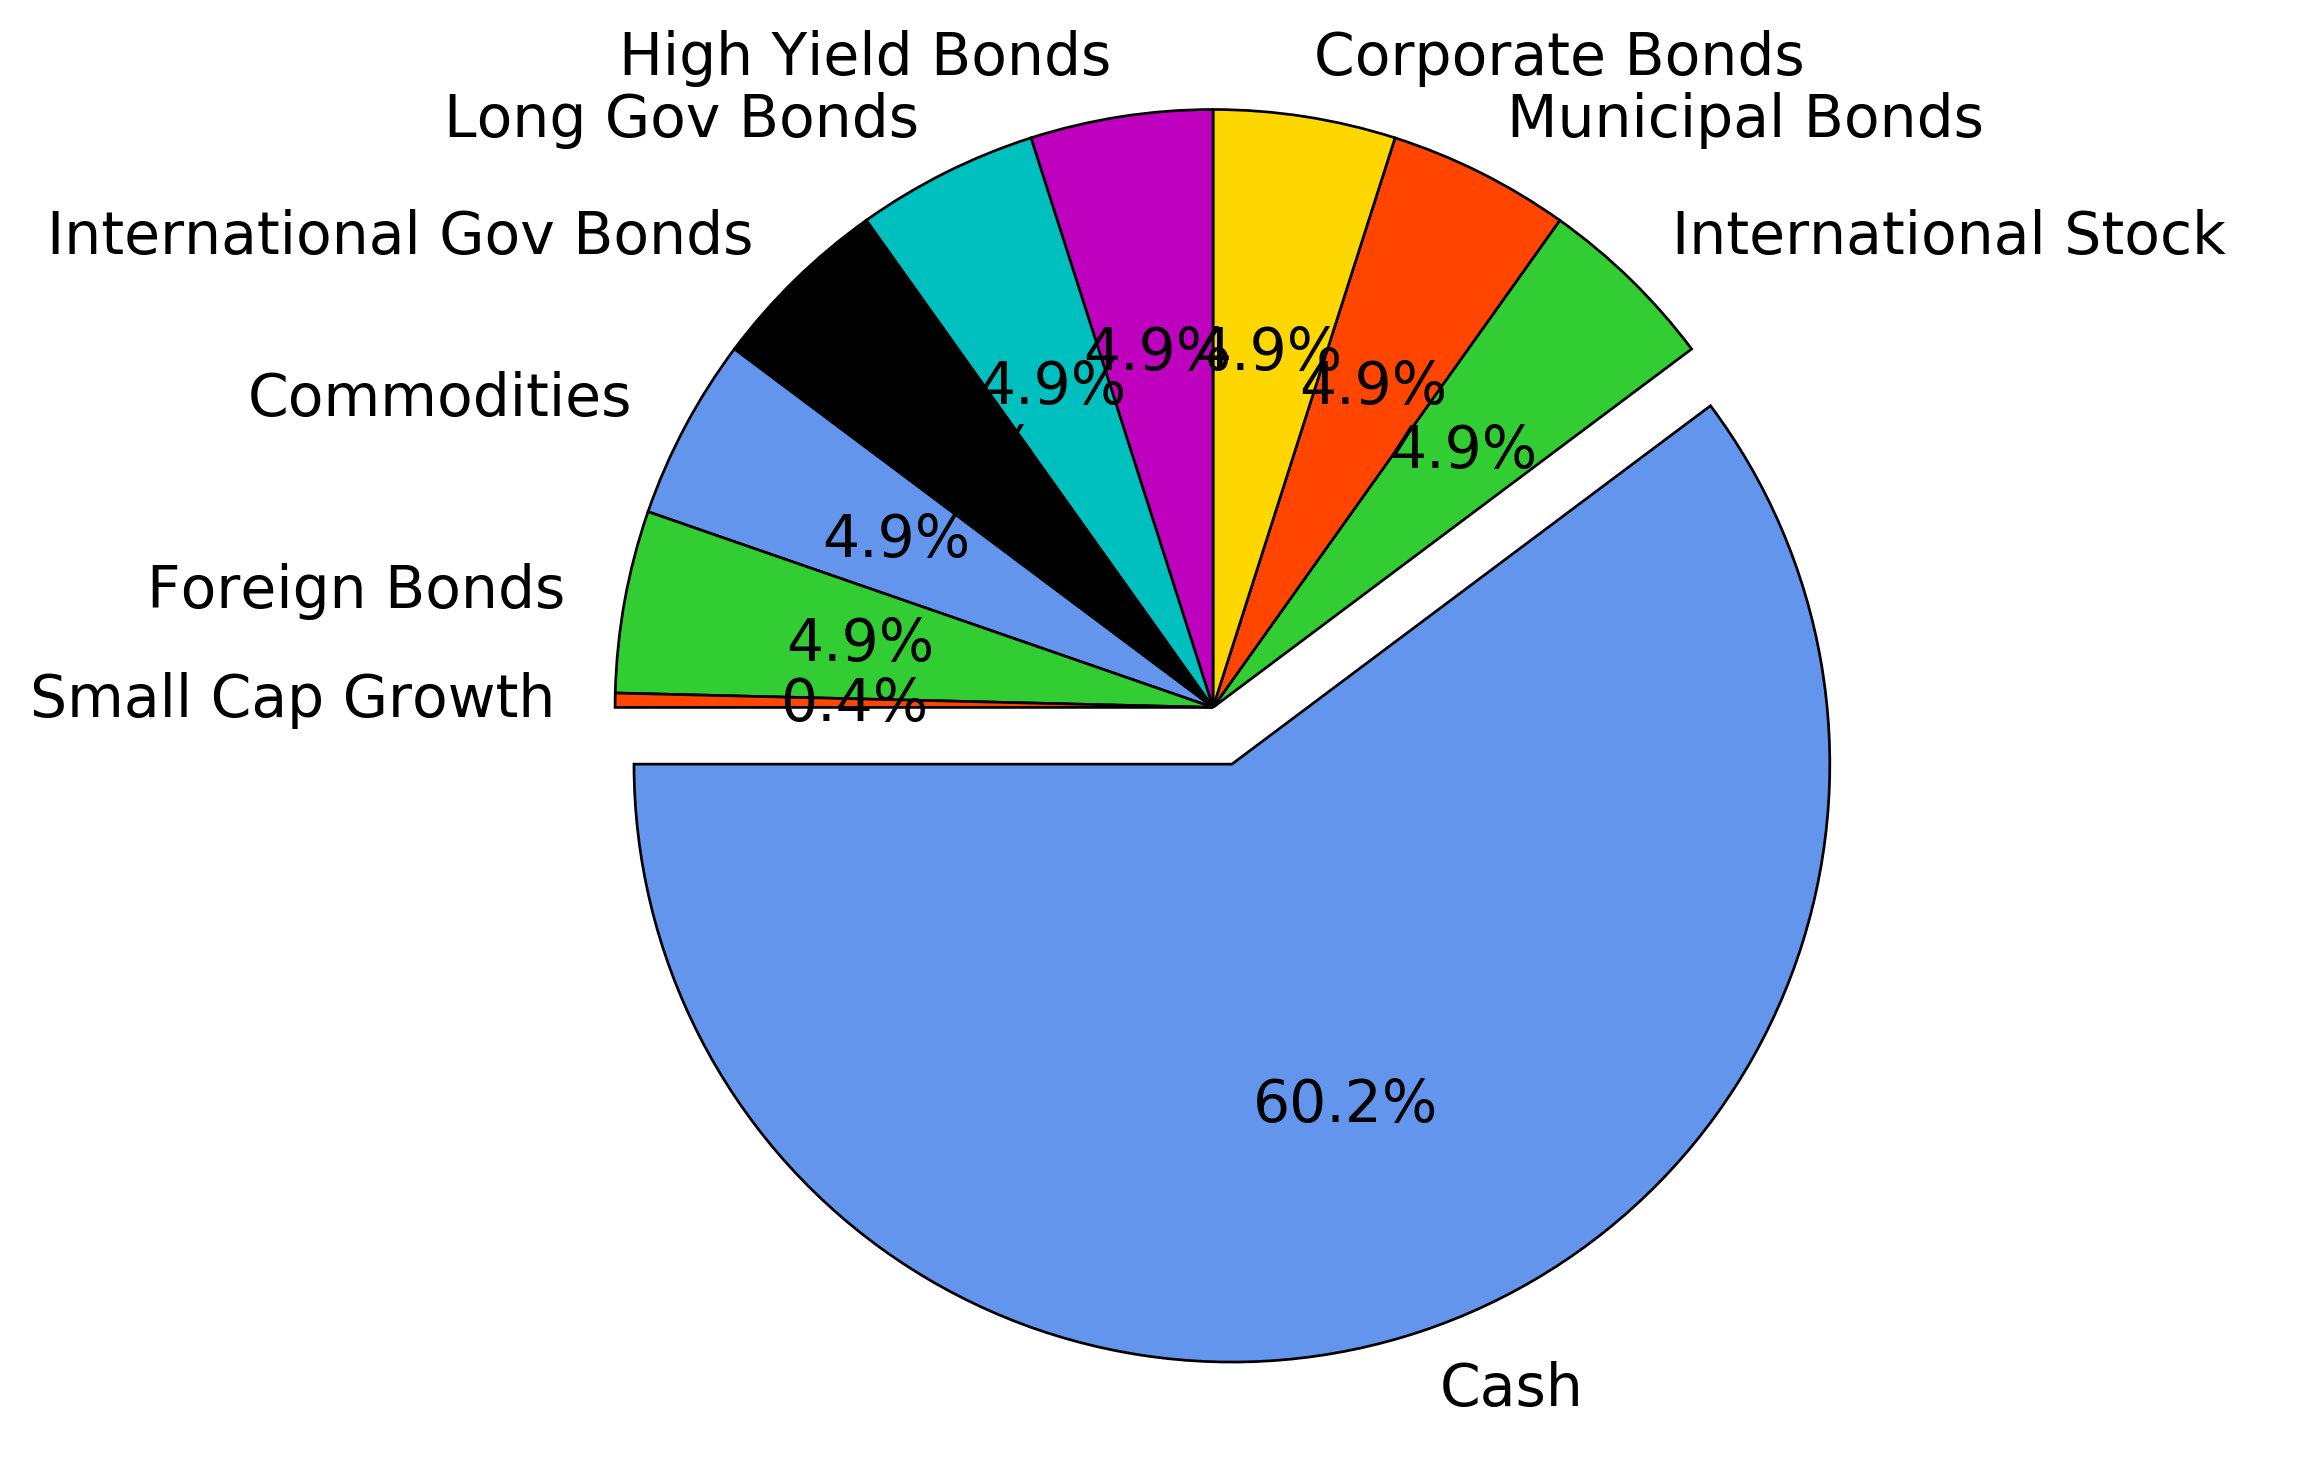 High Yield Bonds
Corporate Bonds
Long Gov Bonds
Municipal Bonds
International Gov Bonds
International Stock
4.9%
4.9%
4.9%
4.9%
Commodities
4.9%
4.9%
Foreign Bonds
4.9%
Small Cap Growth
0.4%
60.2%
Cash